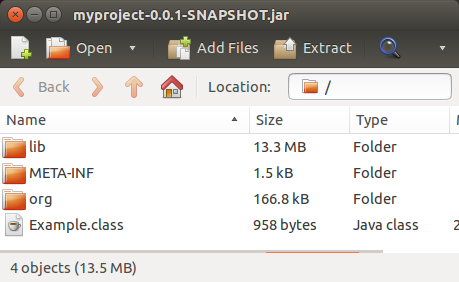 myproject-0.0.1-SNAPSHOT.jar
Open Add Files Extract
Back Location: /
Name Size Type
lib 13.3 MB Folder
META-INF 1.5 kB Folder
org 166.8 kB Folder
Example.class 958 bytes Java class 2
4 objects (13.5 MB)